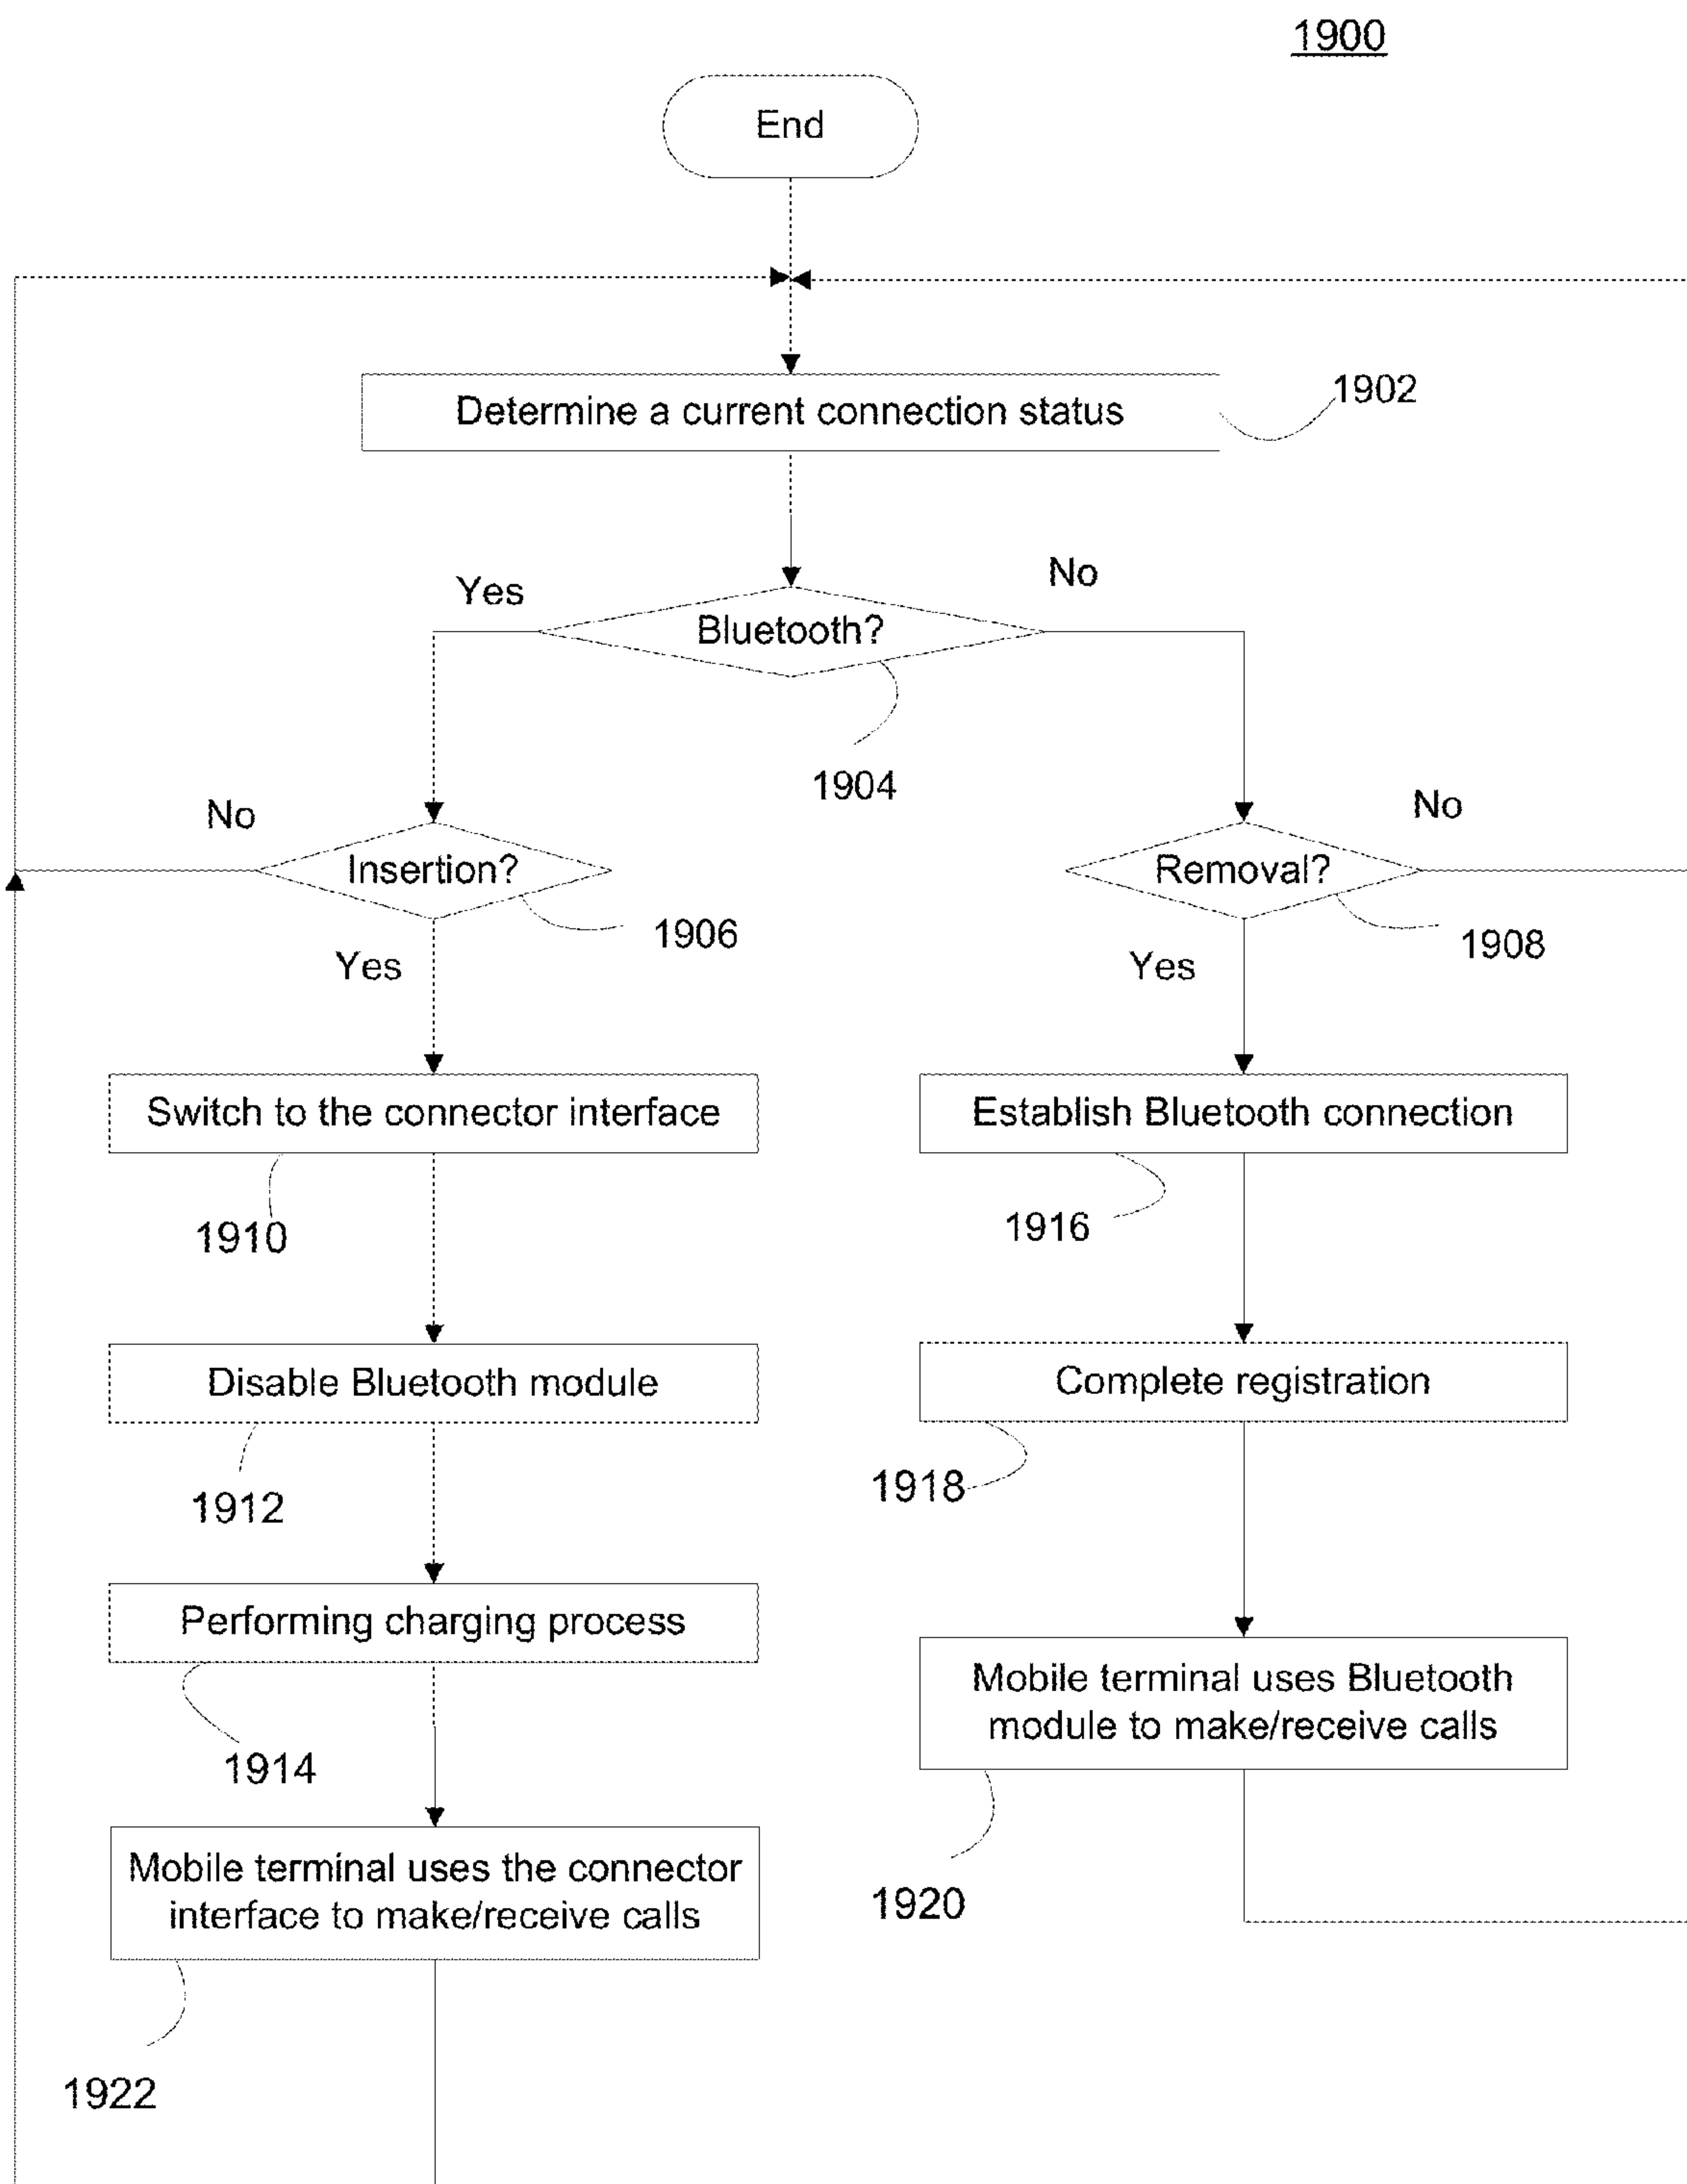 1900
End
Determine a current connection status
1902
Yes
No
Bluetooth?
1904
No
No
Insertion?
Removal?
1906
1908
Yes
Yes
Switch to the connector interface
Establish Bluetooth connection
1910
1916
Disable Bluetooth module
Complete registration
1912
1918
Performing charging process
Mobile terminal uses Bluetooth
module to make/receive calls
1914
Mobile terminal uses the connector
interface to make/receive calls
1920
1922